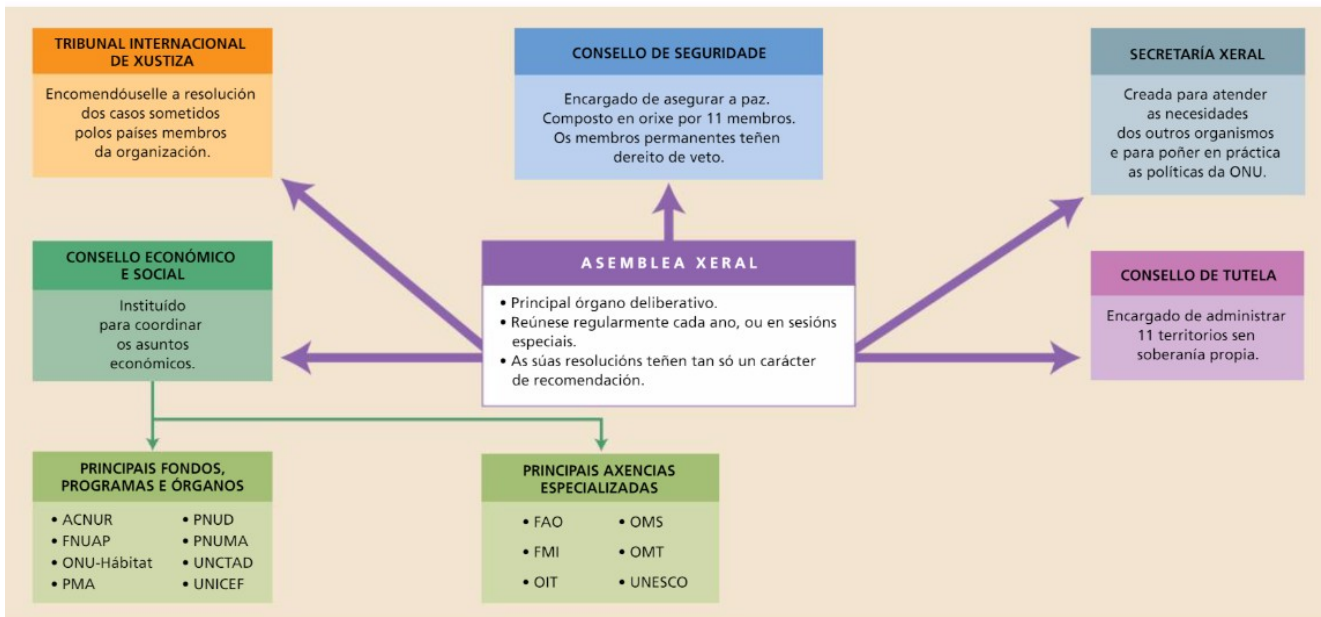 TRIBUNAL INTERNACIONAL
DE XUSTIZA
Encomendóuselle a resolución
dos casos sometidos
polos países membros
da organización.
CONSELLO DE SEGURIDADE
Encargado de asegurar a paz.
Composto en orixe por 11 membros.
Os membros permanentes teñen
dereito de veto.
SECRETARÍA XERAL
Creada para atender
as necesidades
dos outros organismos
e para poñer en práctica
as políticas da ONU.
CONSELLO ECONÓMICO
E SOCIAL
Instituído
para coordinar
os asuntos
económicos.
ASEMBLEA XERAL
• Principal órgano deliberativo.
• Reúnese regularmente cada ano, ou en sesións
especiais.
• As súas resolucións teñen tan só un carácter
de recomendación.
CONSELLO DE TUTELA
Encargado de administrar
11 territorios sen
soberanía propia.
PRINCIPAIS FONDOS,
PROGRAMAS E ÓRGANOS
• ACNUR
• FNUAP
• ONU-Hábitat
• PMA
• PNUD
• PNUMA
• UNCTAD
• UNICEF
PRINCIPAIS AXENCIAS
ESPECIALIZADAS
• FAO
• FMI
• OIT
• OMS
• OMT
• UNESCO